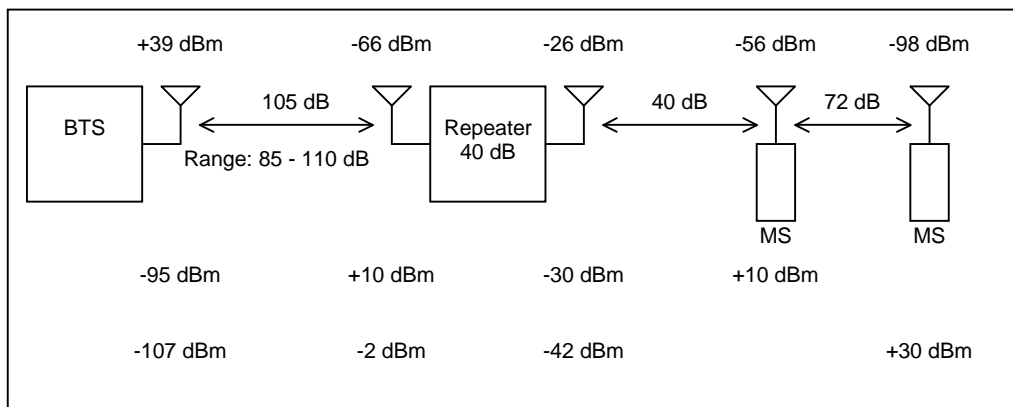 +39 dBm -66 dBm -26 dBm -56 dBm -98 dBm
105 dB 40 dB 72 dB
BTS Repeater
40 dB
Range: 85 - 110 dB
MS MS
-95 dBm +10 dBm -30 dBm +10 dBm
-107 dBm -2 dBm -42 dBm +30 dBm